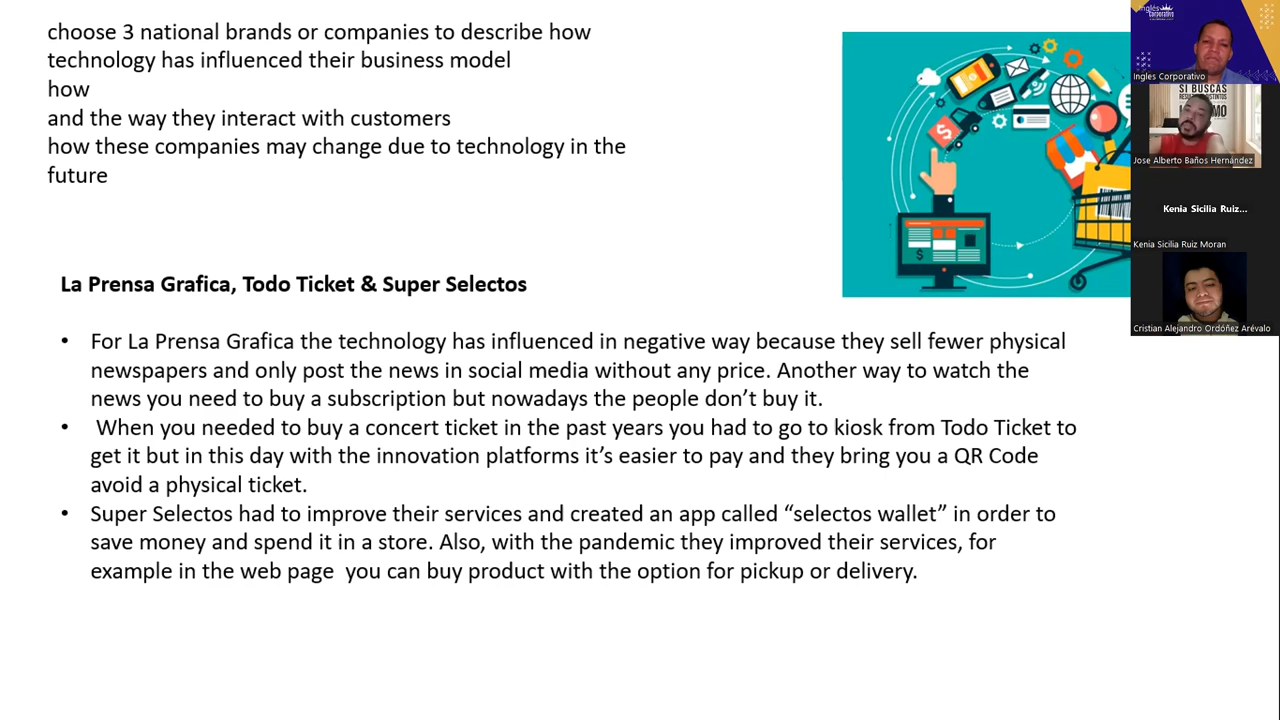 choose 3 national brands or companies to describe how
technology has influenced their business model
how
and the way they interact with customers
how these companies may change due to technology in the
future
La Prensa Grafica, Todo Ticket & Super Selectos
• For La Prensa Grafica the technology has influenced in negative way because they sell fewer physical
newspapers and only post the news in social media without any price. Another way to watch the
news you need to buy a subscription but nowadays the people don’t buy it.
• When you needed to buy a concert ticket in the past years you had to go to kiosk from Todo Ticket to
get it but in this day with the innovation platforms it’s easier to pay and they bring you a QR Code
avoid a physical ticket.
• Super Selectos had to improve their services and created an app called “selectos wallet” in order to
save money and spend it in a store. Also, with the pandemic they improved their services, for
example in the web page you can buy product with the option for pickup or delivery.
$
$
Inglés
corporativo
Ingles Corporativo
SI BUSCAS
Jose Alberto Baños Hernández
Kenia Sicilia Ruiz...
Kenia Sicilia Ruiz Moran
Cristian Alejandro Ordóñez Arévalo